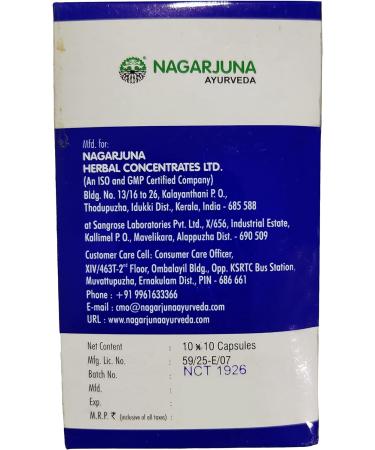 NAGARJUNA
AYURVEDA
Mfd. for:
NAGARJUNA
HERBAL CONCENTRATES LTD.
(An ISO and GMP Certified Company)
Bldg. No. 13/16 to 26, Kalayanthani P. O.,
Thodupuzha, Idukki Dist., Kerala, India - 685 588
at Sangrose Laboratories Pvt. Ltd., X/656, Industrial Estate,
Kallimel P. O., Mavelikara, Alappuzha Dist. - 690 509
Customer Care Cell : Consumer Care Officer,
XIV/463T-2nd Floor, Ombalayil Bldg., Opp. KSRTC Bus Station,
Muvattupuzha, Ernakulam Dist., PIN - 686 661
Phone : +91 9961633366
E-mail : cmo@nagarjunaayurveda.com
URL : www.nagarjunaayurveda.com
Net Content : 10 x 10 Capsules
Mfg. Lic. No. : 59/25-E/07
Batch No. : NCT 1926
Mfd. :
Exp. :
M.R.P. ₹ (inclusive of all taxes) :